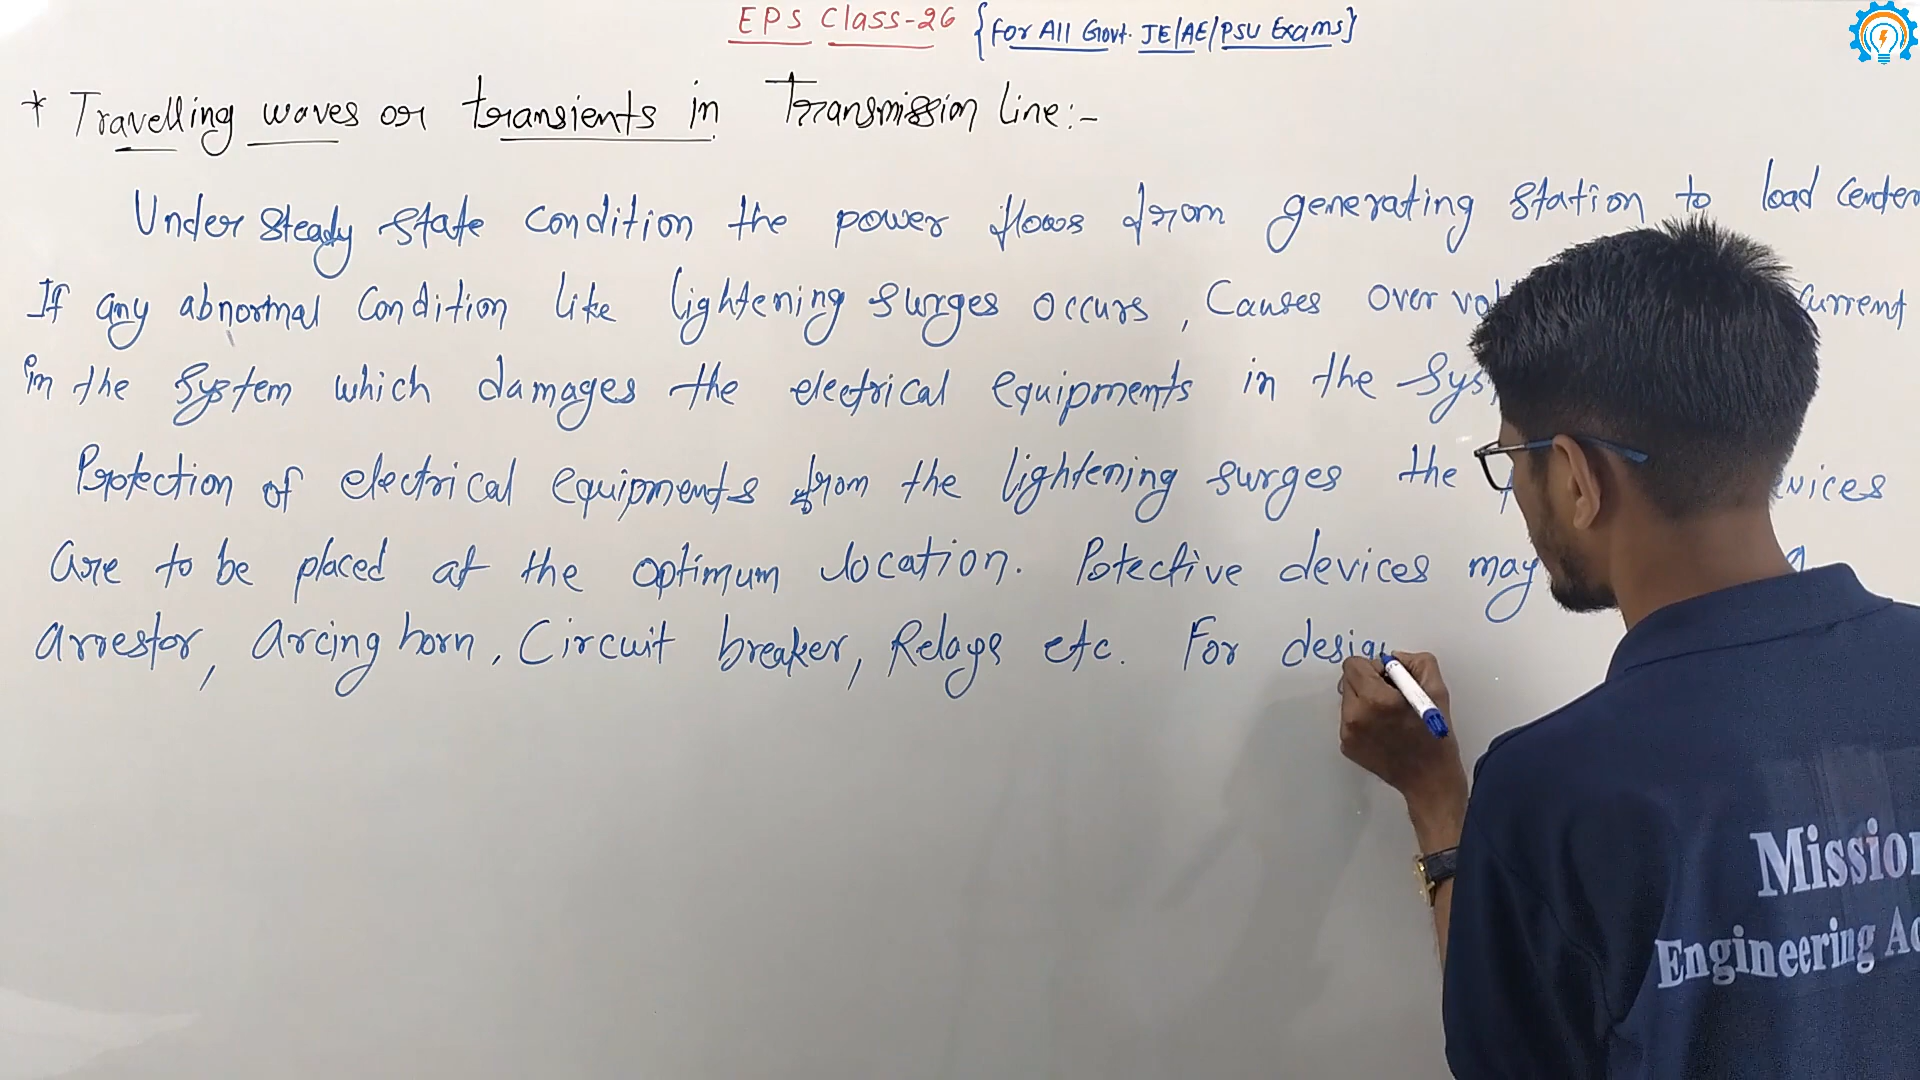 EPS Class-26 {For All Govt. JE/AE/PSU Exams}
* Travelling waves or transients in Transmission line:-
Under steady state condition the power flows from generating station to load center
If any abnormal condition like lightening surges occurs, Causes over current
in the system which damages the electrical equipments in the
Protection of electrical equipments from the lightening surges the
are to be placed at the optimum location. Potective devices may
arrestor, Arcing horn, Circuit breaker, Relays etc. For design
Mission
Engineering